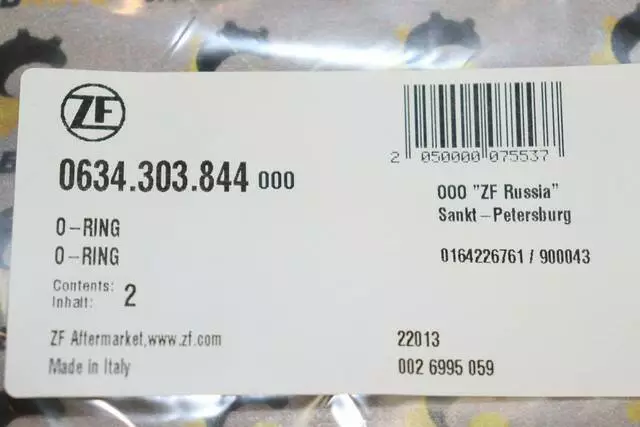 ZF
0634.303.844 000
O-RING
O-RING
Contents:
Inhalt: 2
ZF Aftermarket,www.zf.com
Made in Italy
2 050000 075537
000 "ZF Russia"
Sankt-Petersburg
0164226761 / 900043
22013
002 6995 059